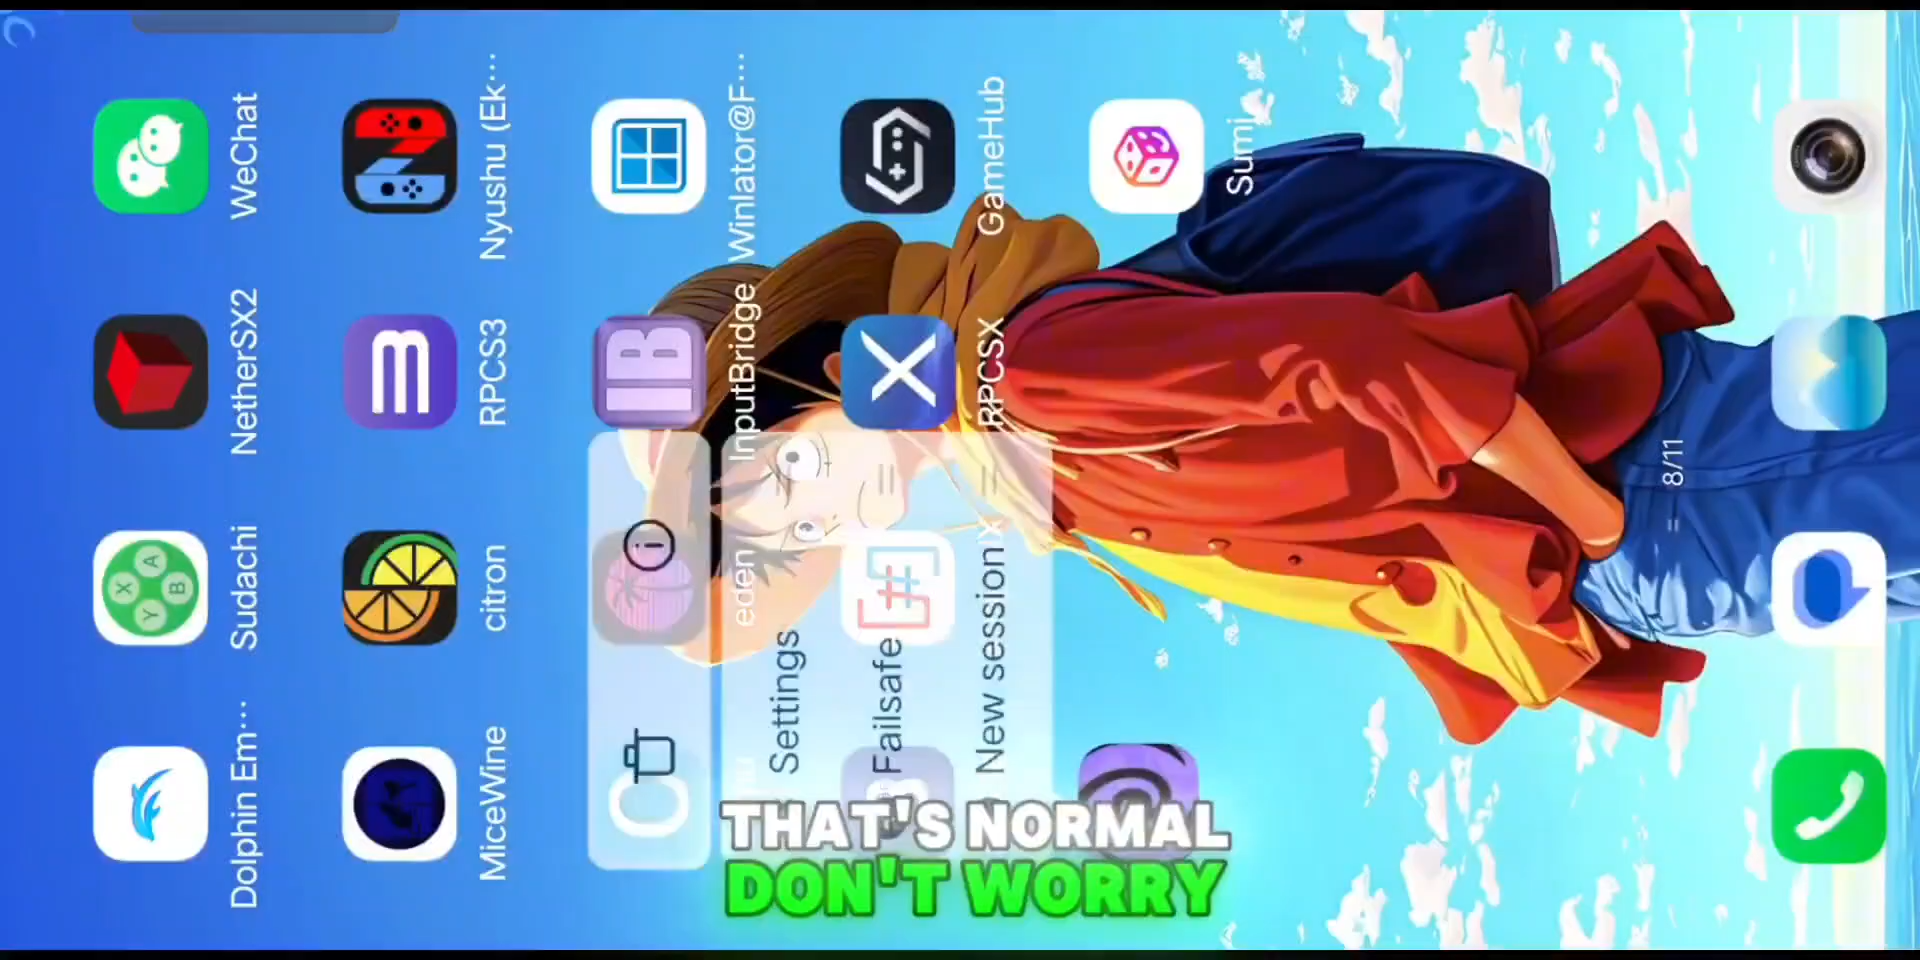 Dolphin Em...
Sudachi
NetherSX2
WeChat
MiceWine
citron
RPCS3
Nyushu (Ek...
eden
InputBridge
Winlator@F...
RPCSX
GameHub
Sumi
Settings
Failsafe
New session
8/11
X
A
Y
B
IB
THAT'S NORMAL
DON'T WORRY